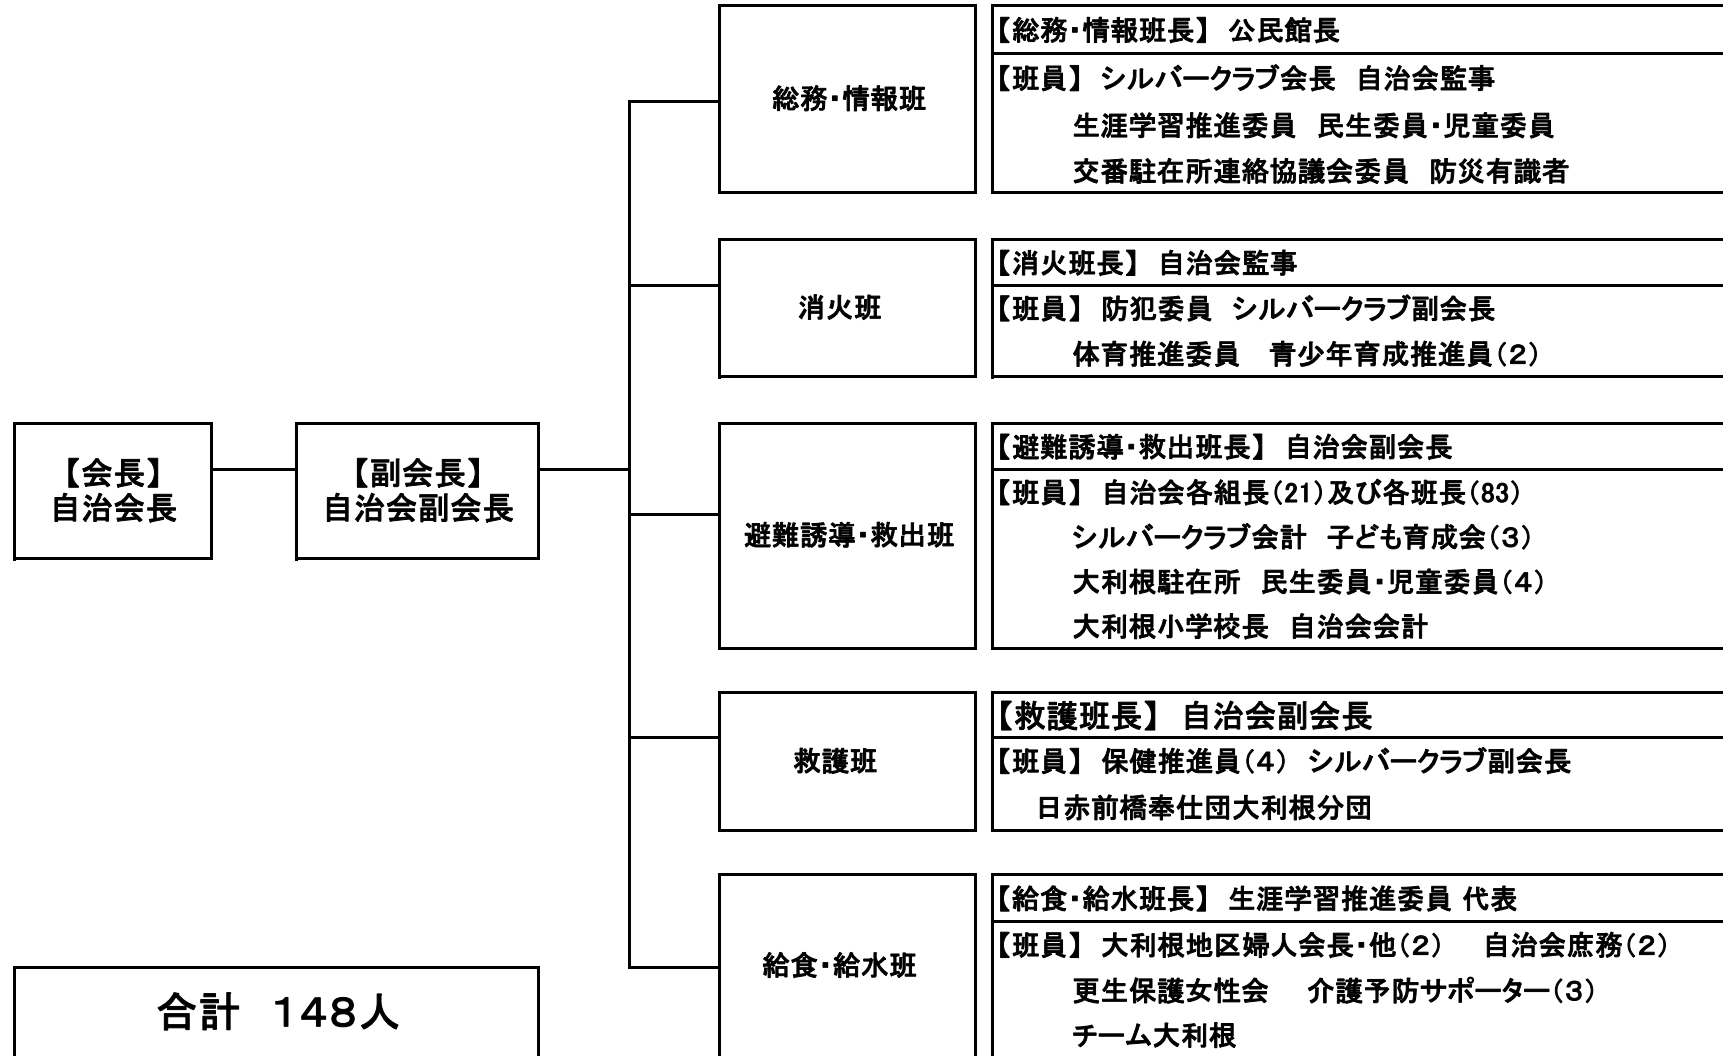 総務・情報班
【総務・情報班長】 公民館長
【班員】 シルバークラブ会長 自治会監事
生涯学習推進委員 民生委員・児童委員
交番駐在所連絡協議会委員 防災有識者
消火班
【消火班長】 自治会監事
【班員】 防犯委員 シルバークラブ副会長
体育推進委員 青少年育成推進員(2)
【会長】
自治会長
【副会長】
自治会副会長
避難誘導・救出班
【避難誘導・救出班長】 自治会副会長
【班員】 自治会各組長(21)及び各班長(83)
シルバークラブ会計 子ども育成会(3)
大利根駐在所 民生委員・児童委員(4)
大利根小学校長 自治会会計
救護班
【救護班長】 自治会副会長
【班員】 保健推進員(4) シルバークラブ副会長
日赤前橋奉仕団大利根分団
給食・給水班
【給食・給水班長】 生涯学習推進委員 代表
【班員】 大利根地区婦人会長・他(2) 自治会庶務(2)
更生保護女性会 介護予防サポーター(3)
チーム大利根
合計 148人